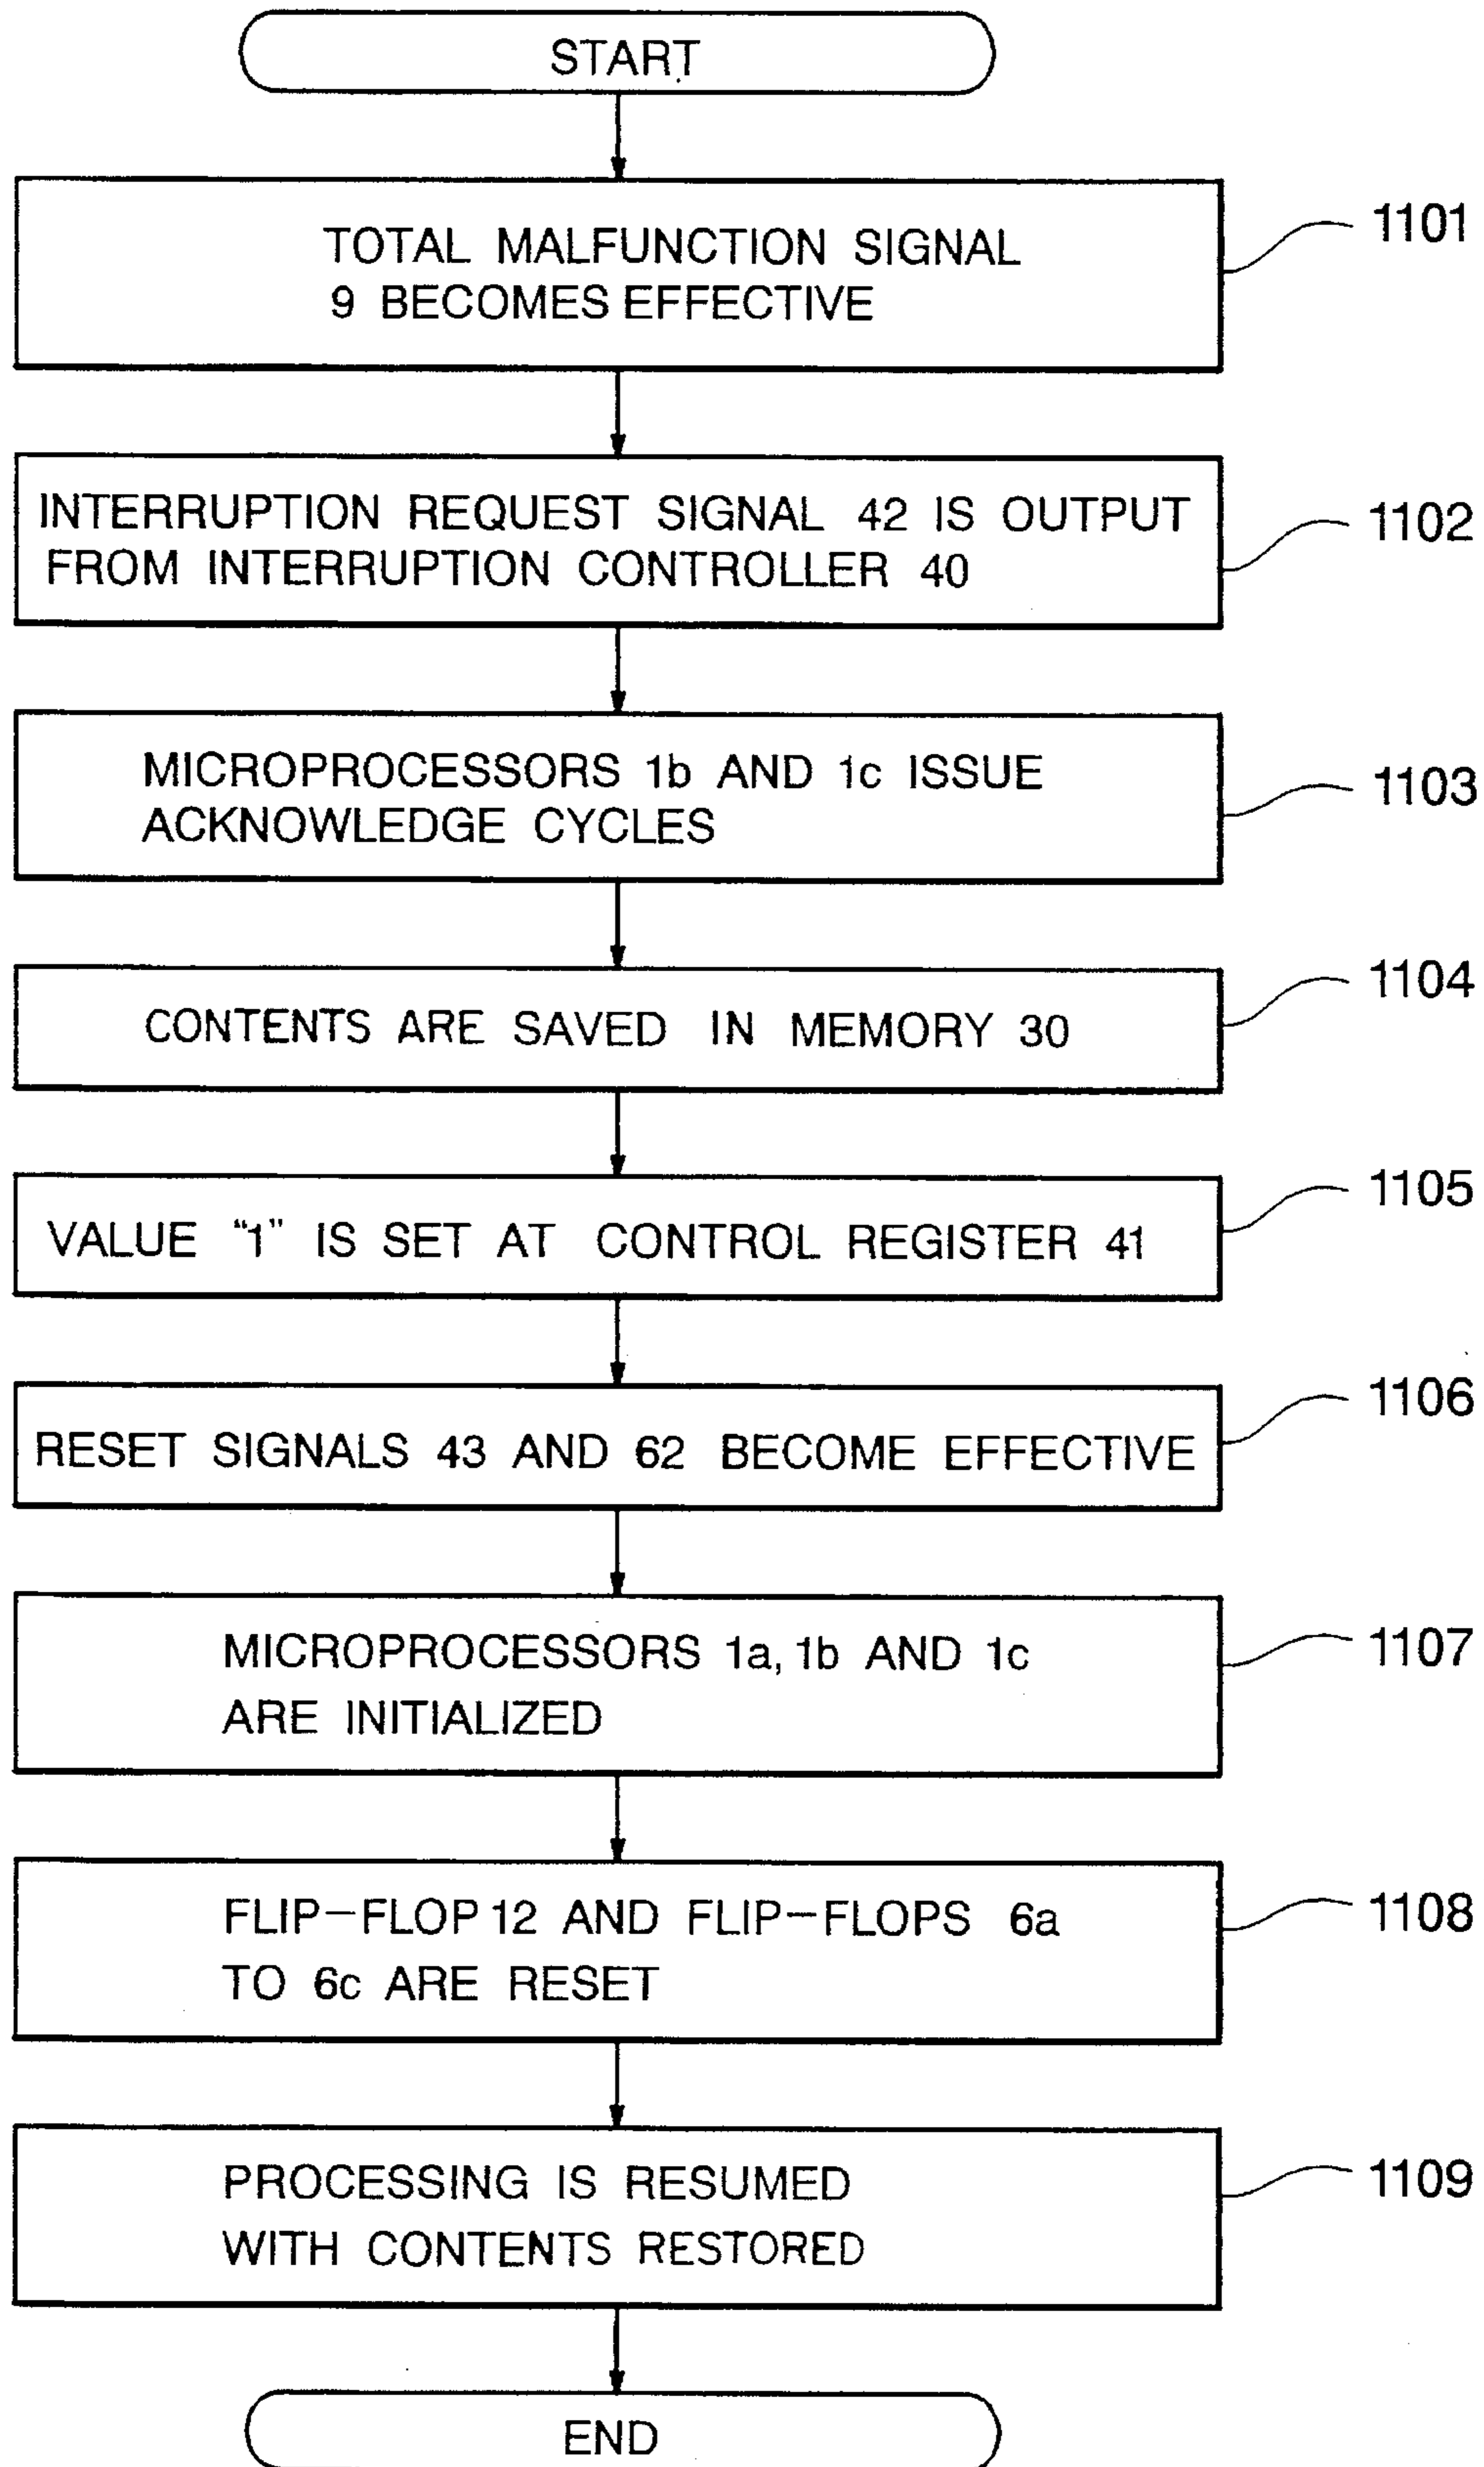 START
TOTAL MALFUNCTION SIGNAL
9 BECOMES EFFECTIVE
1101
INTERRUPTION REQUEST SIGNAL 42 IS OUTPUT
FROM INTERRUPTION CONTROLLER 40
1102
MICROPROCESSORS 1b AND 1c ISSUE
ACKNOWLEDGE CYCLES
1103
CONTENTS ARE SAVED IN MEMORY 30
1104
VALUE “1” IS SET AT CONTROL REGISTER 41
1105
RESET SIGNALS 43 AND 62 BECOME EFFECTIVE
1106
MICROPROCESSORS 1a, 1b AND 1c
ARE INITIALIZED
1107
FLIP-FLOP 12 AND FLIP-FLOPS 6a
TO 6c ARE RESET
1108
PROCESSING IS RESUMED
WITH CONTENTS RESTORED
1109
END